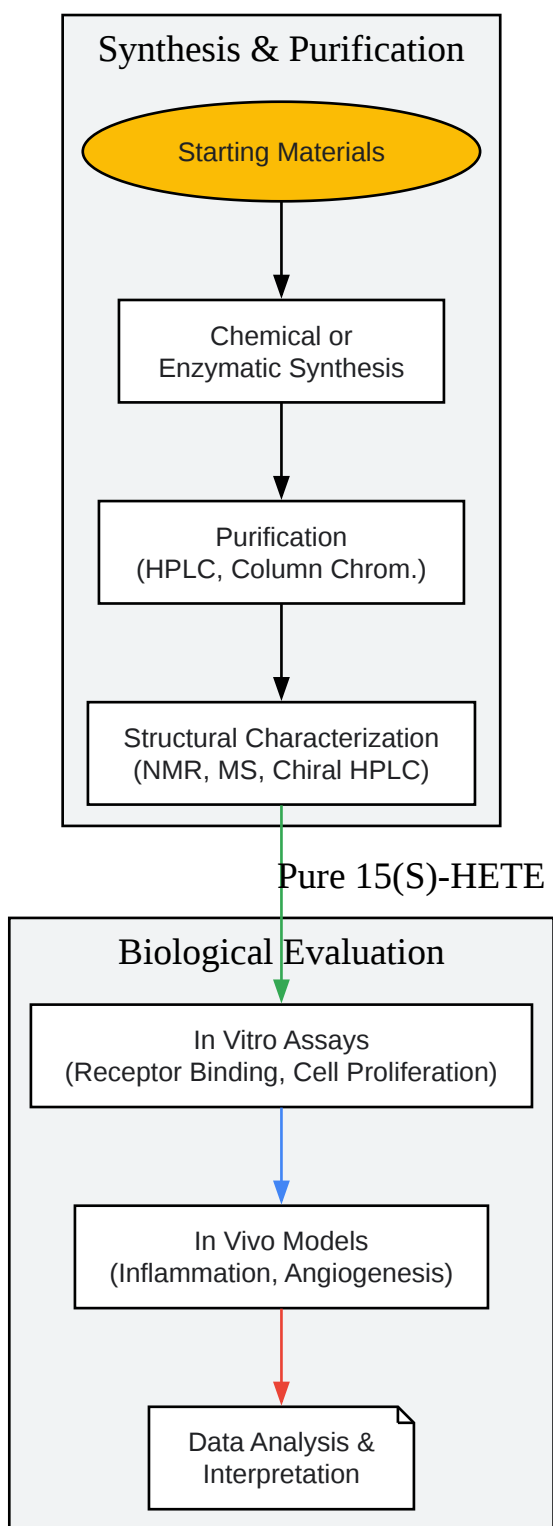 Synthesis & Purification
Starting Materials
Chemical or
Enzymatic Synthesis
Purification
(HPLC, Column Chrom.)
Structural Characterization
(NMR, MS, Chiral HPLC)
Pure 15(S)-HETE
Biological Evaluation
In Vitro Assays
(Receptor Binding, Cell Proliferation)
In Vivo Models
(Inflammation, Angiogenesis)
Data Analysis &
Interpretation